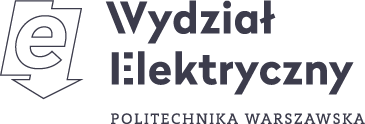 e
Wydział
Elektryczny
POLITECHNIKA WARSZAWSKA